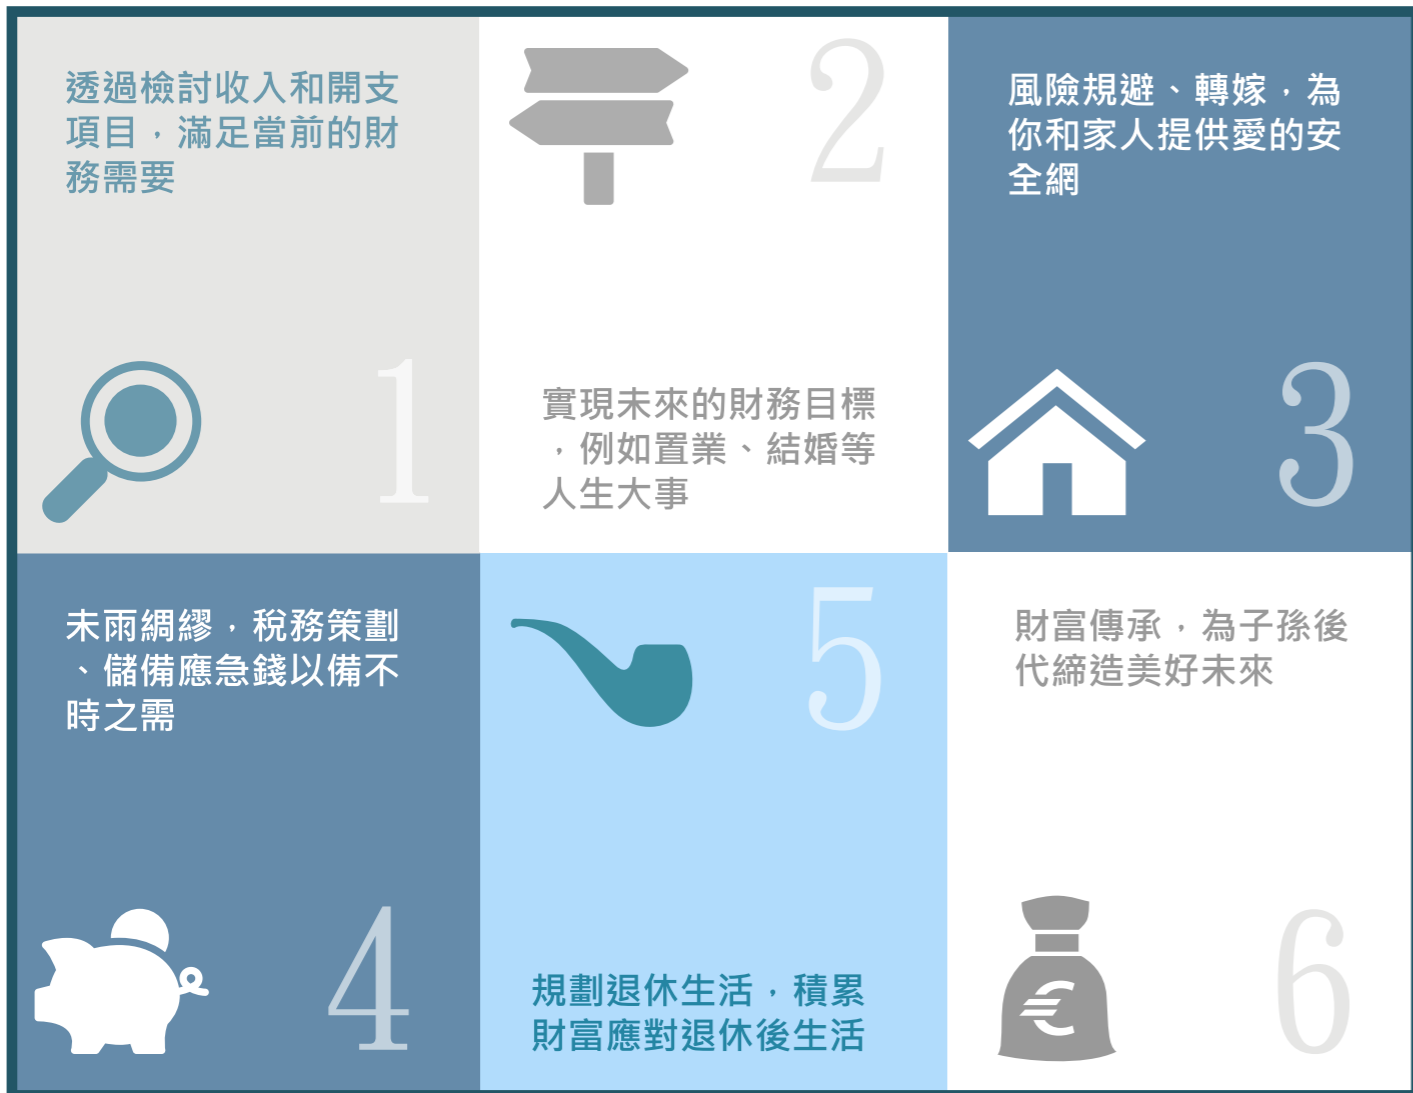 透過檢討收入和開支
項目，滿足當前的財
務需要
1
2
實現未來的財務目標
，例如置業、結婚等
人生大事
風險規避、轉嫁，為
你和家人提供愛的安
全網
3
未雨綢繆，稅務策劃
、儲備應急錢以備不
時之需
4
5
規劃退休生活，積累
財富應對退休後生活
財富傳承，為子孫後
代締造美好未來
€
6